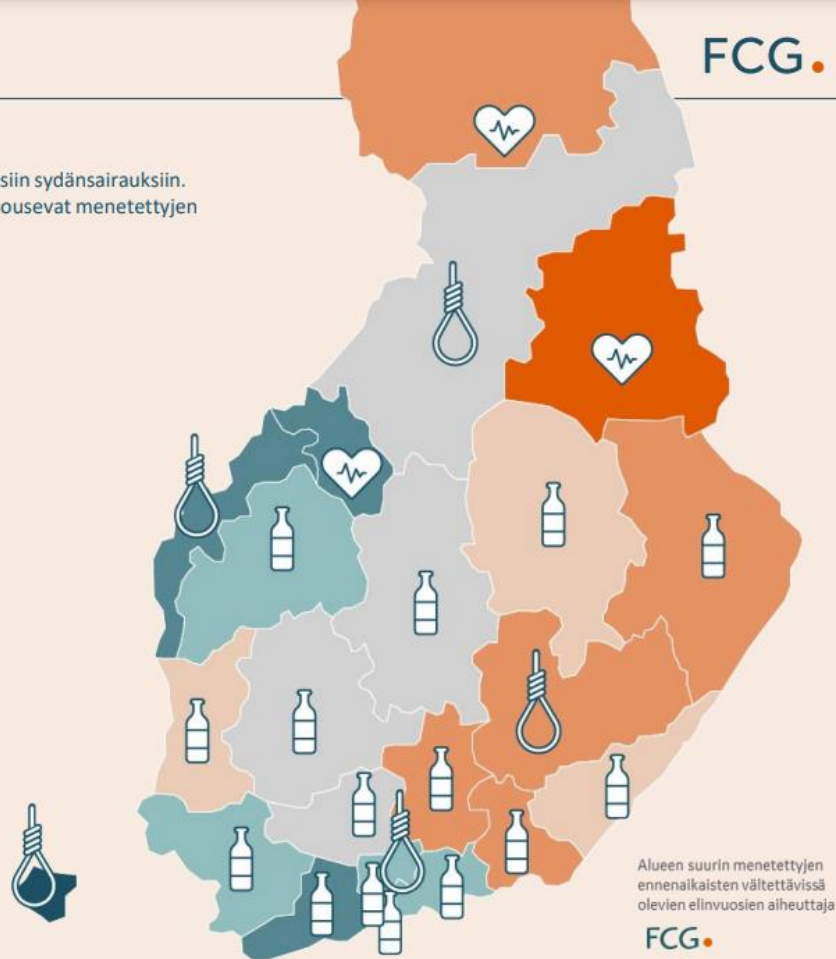 FCG.
siin sydänsairauksiin.
ousevat menetettyjen
Alueen suurin menetettyjen
ennenaikaisten vältettävissä
olevien elinvuosien aiheuttaja
FCG.